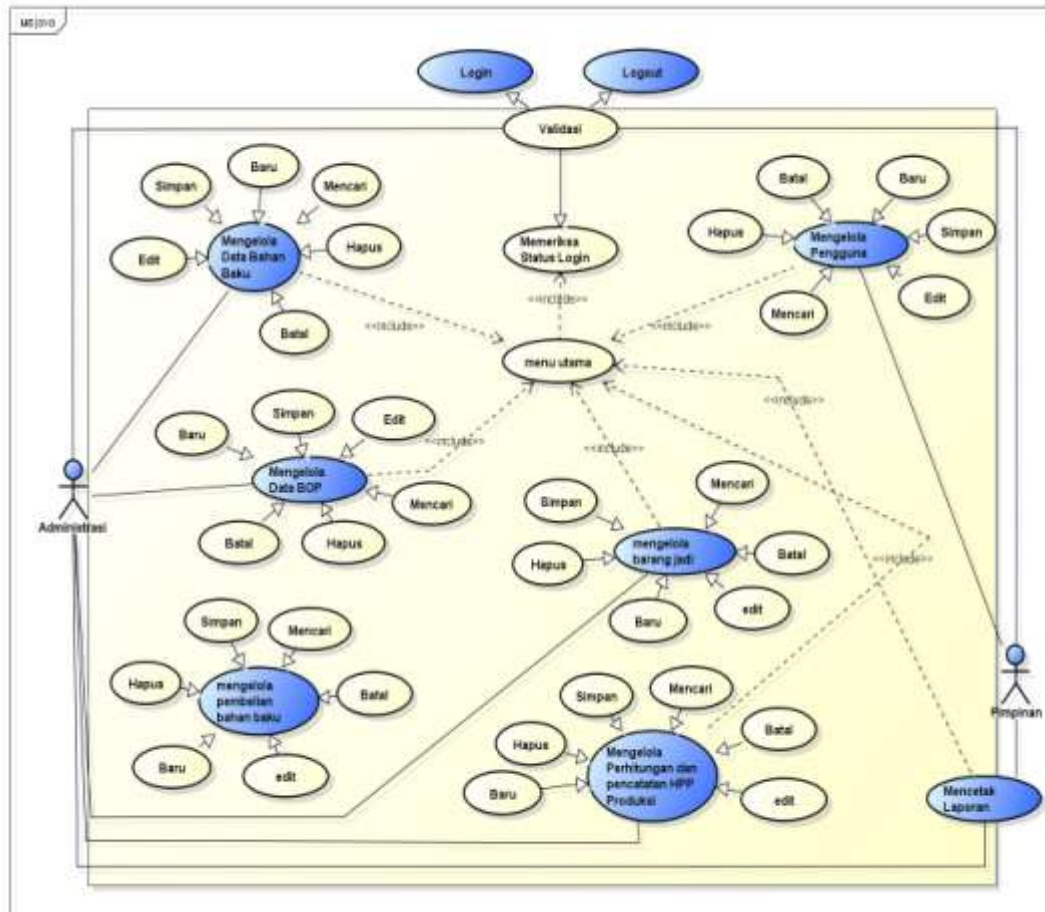 uc java
Login
Logout
Validasi
Simpan
Baru
Mencari
Edit
Mengelola
Data Bahan
Baku
Hapus
Batal
Memeriksa
Status Login
Batal
Baru
Hapus
Mengelola
Pengguna
Simpan
Mencari
Edit
<<include>>
<<include>>
<<include>>
menu utama
<<include>>
Simpan
Edit
Baru
<<include>>
<<include>>
Mengelola
Data BOP
Mencari
Batal
Hapus
Administrasi
Simpan
Mencari
Hapus
mengelola
barang jadi
Batal
Baru
edit
<<include>>
Simpan
Mencari
Hapus
mengelola
pembelian
bahan baku
Batal
Baru
edit
Simpan
Mencari
Hapus
Batal
Mengelola
Perhitungan dan
pencatatan HPP
Produksi
Baru
edit
Pimpinan
Mencetak
Laporan